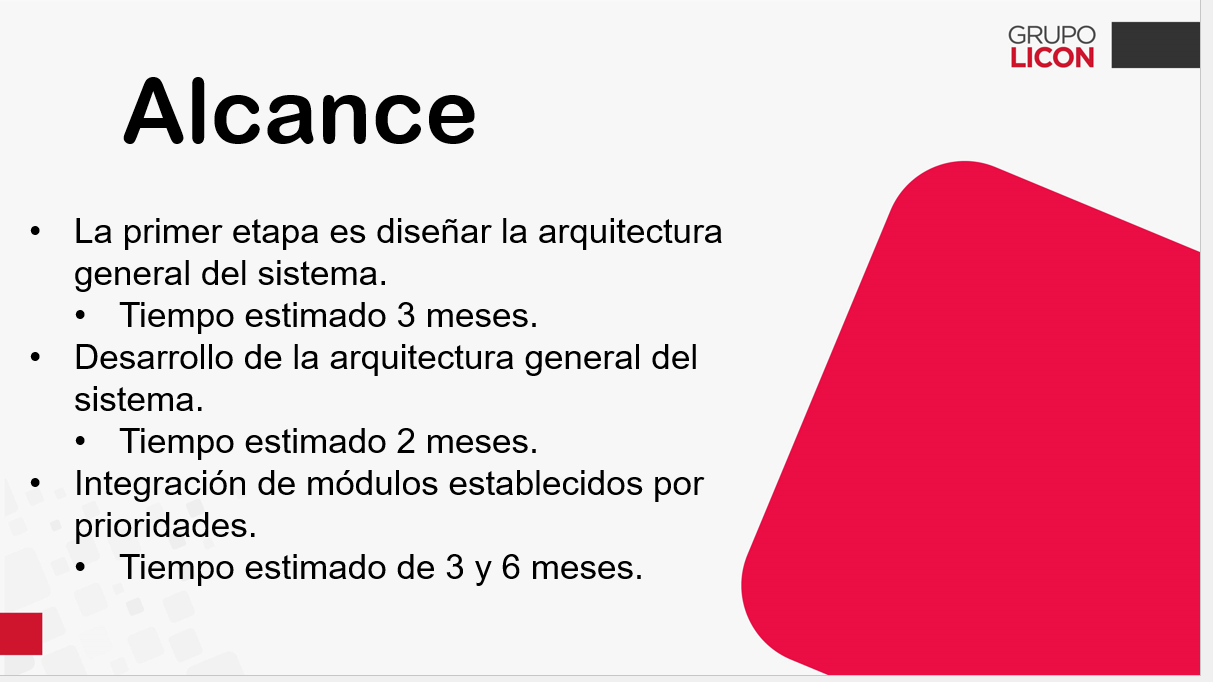 GRUPO
LICON
Alcance
• La primer etapa es diseñar la arquitectura
general del sistema.
• Tiempo estimado 3 meses.
• Desarrollo de la arquitectura general del
sistema.
• Tiempo estimado 2 meses.
• Integración de módulos establecidos por
prioridades.
• Tiempo estimado de 3 y 6 meses.